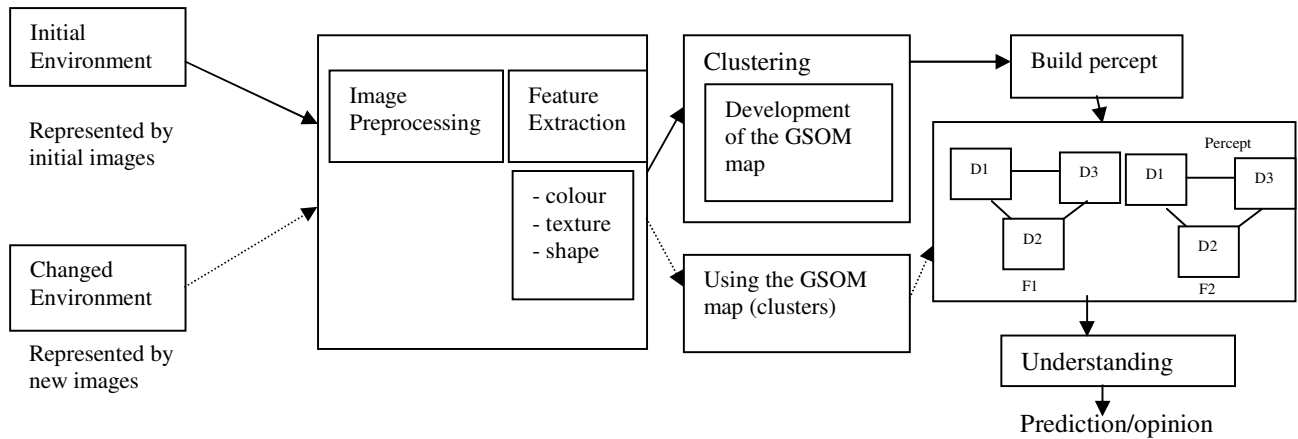 Initial
Environment
Represented by
initial images
Changed
Environment
Represented by
new images
Image
Preprocessing
Feature
Extraction
- colour
- texture
- shape
Clustering
Development
of the GSOM
map
Using the GSOM
map (clusters)
Build percept
Percept
D1
D3
D2
F1
D1
D3
D2
F2
Understanding
Prediction/opinion